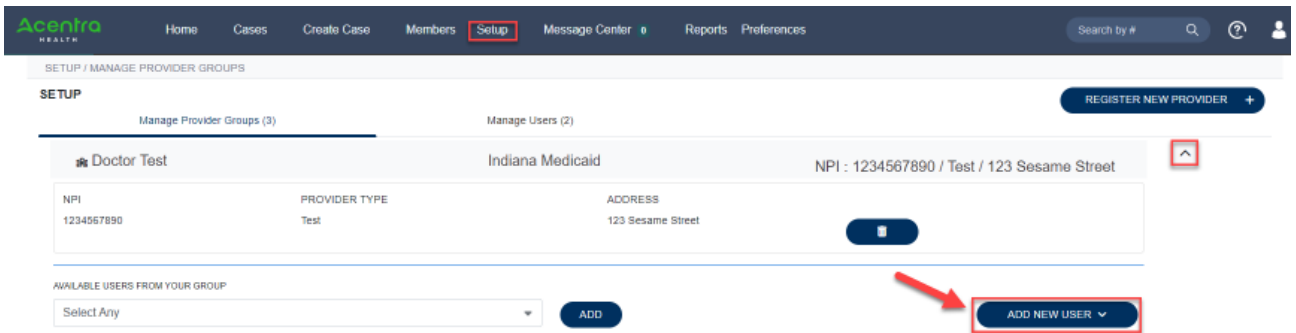 Acentra Home Cases Create Case Members Setup Message Center 0 Reports Preferences Search by #
HEALTH
SETUP / MANAGE PROVIDER GROUPS
SETUP
REGISTER NEW PROVIDER +
Manage Provider Groups (3) Manage Users (2)
Doctor Test Indiana Medicaid NPI : 1234567890 / Test / 123 Sesame Street
NPI PROVIDER TYPE ADDRESS
1234567890 Test 123 Sesame Street
AVAILABLE USERS FROM YOUR GROUP
Select Any ADD ADD NEW USER